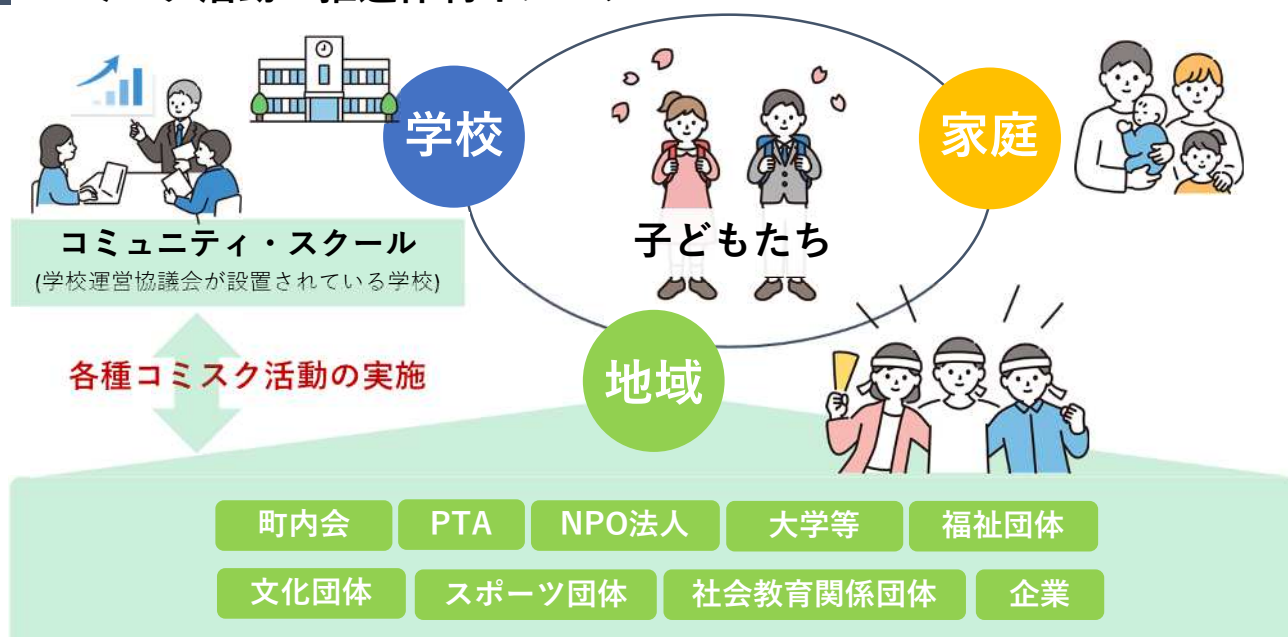 学校
家庭
子どもたち
コミュニティ・スクール
(学校運営協議会が設置されている学校)
各種コミスク活動の実施
地域
町内会
PTA
NPO法人
大学等
福祉団体
文化団体
スポーツ団体
社会教育関係団体
企業